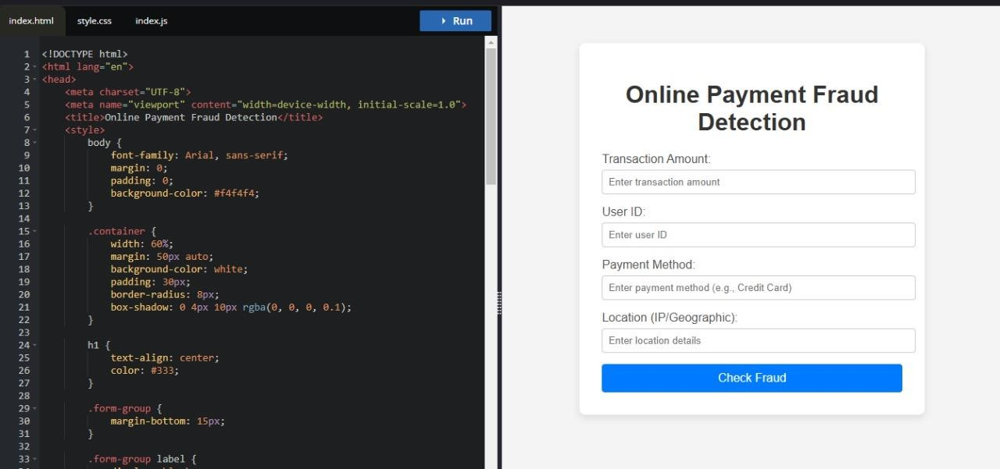 index.html style.css index.js Run
1 <!DOCTYPE html>
2 <html lang="en">
3 <head>
4 <meta charset="UTF-8">
5 <meta name="viewport" content="width=device-width, initial-scale=1.0">
6 <title>Online Payment Fraud Detection</title>
7 <style>
8 body {
9 font-family: Arial, sans-serif;
10 margin: 0;
11 padding: 0;
12 background-color: #f4f4f4;
13 }
14
15 .container {
16 width: 60%;
17 margin: 50px auto;
18 background-color: white;
19 padding: 30px;
20 border-radius: 8px;
21 box-shadow: 0 4px 10px rgba(0, 0, 0, 0.1);
22 }
23
24 h1 {
25 text-align: center;
26 color: #333;
27 }
28
29 .form-group {
30 margin-bottom: 15px;
31 }
32
33 .form-group label {
Online Payment Fraud
Detection
Transaction Amount:
Enter transaction amount
User ID:
Enter user ID
Payment Method:
Enter payment method (e.g., Credit Card)
Location (IP/Geographic):
Enter location details
Check Fraud